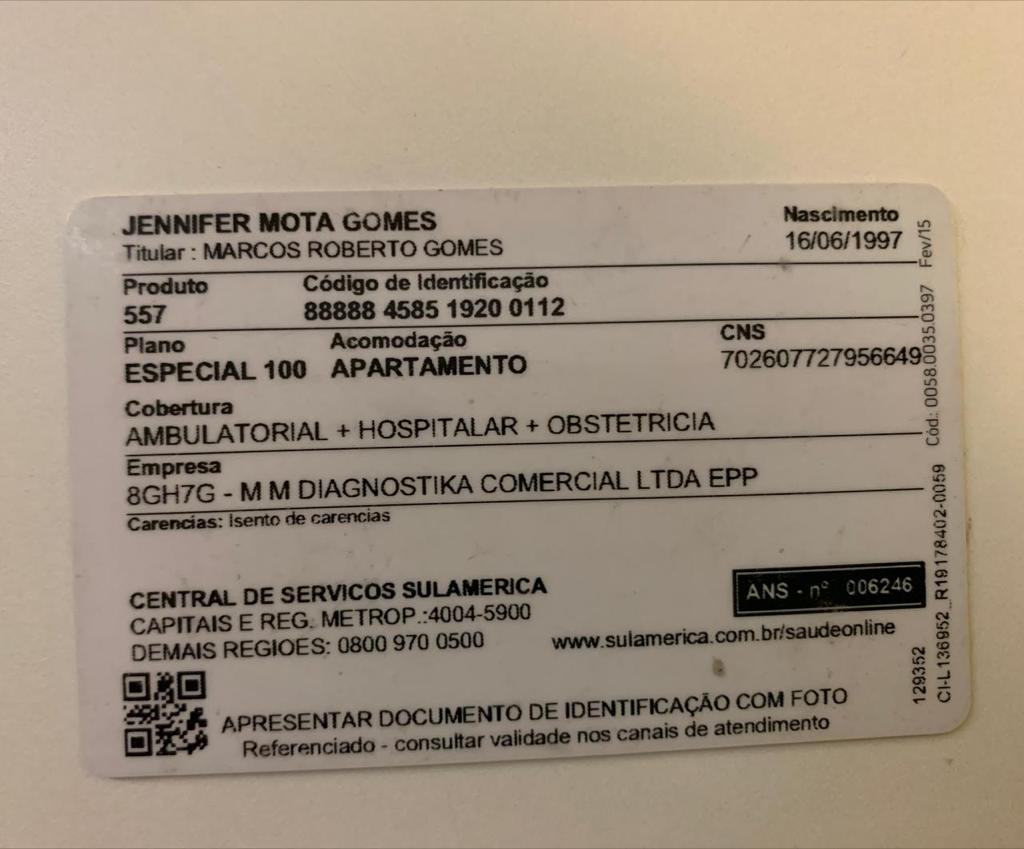 JENNIFER MOTA GOMES
Titular : MARCOS ROBERTO GOMES
Nascimento
16/06/1997
Produto
Código de Identificação
557
88888 4585 1920 0112
Plano
Acomodação
CNS
ESPECIAL 100
APARTAMENTO
702607727956649
Cobertura
AMBULATORIAL + HOSPITALAR + OBSTETRICIA
Empresa
8GH7G - M M DIAGNOSTIKA COMERCIAL LTDA EPP
Carencias: Isento de carencias
CENTRAL DE SERVICOS SULAMERICA
CAPITAIS E REG. METROP.:4004-5900
DEMAIS REGIOES: 0800 970 0500
ANS - nº 006246
www.sulamerica.com.br/saudeonline
APRESENTAR DOCUMENTO DE IDENTIFICAÇÃO COM FOTO
Referenciado - consultar validade nos canais de atendimento
Cód.: 0058.0035.0397 Fev/15
129352
CI-L136952_R19178402-0059